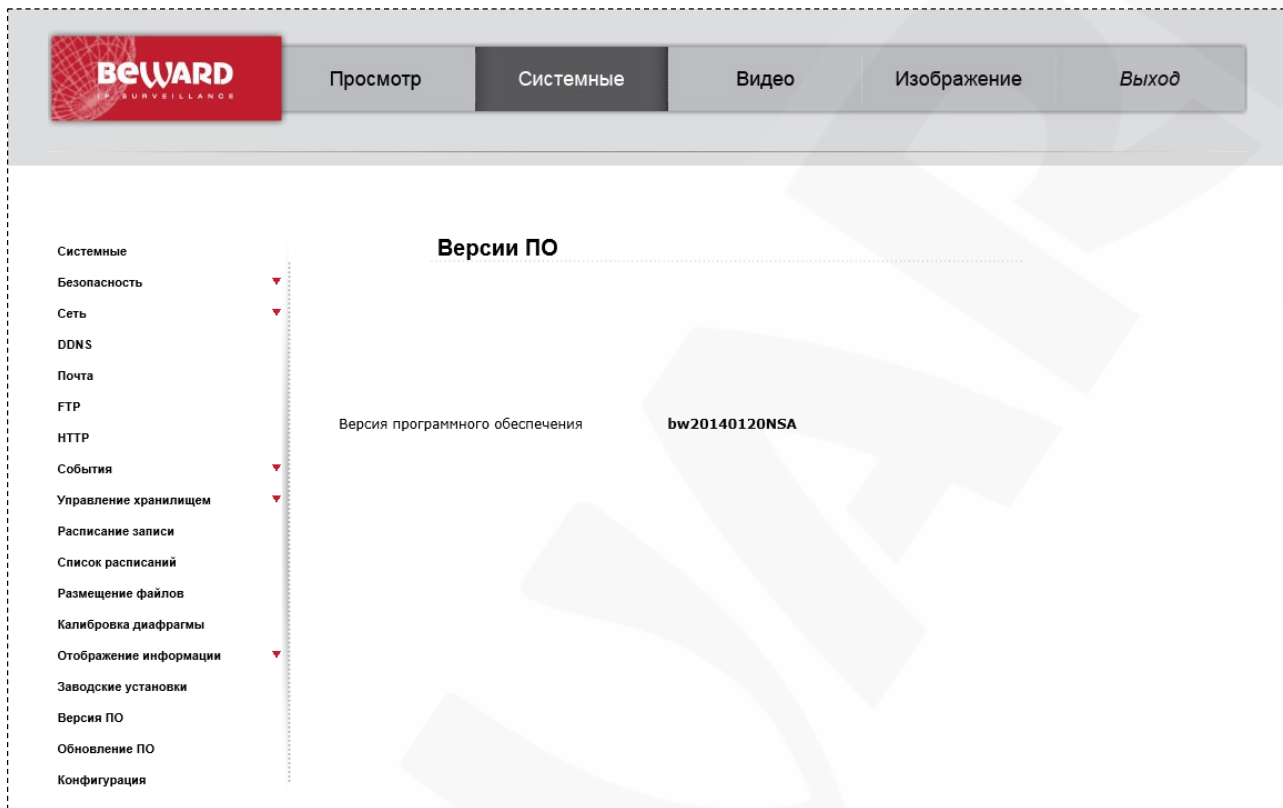 BEWARD
IP SURVEILLANCE
Просмотр
Системные
Видео
Изображение
Выход
Версии ПО
Системные
Безопасность
Сеть
DDNS
Почта
FTP
HTTP
События
Управление хранилищем
Расписание записи
Список расписаний
Размещение файлов
Калибровка диафрагмы
Отображение информации
Заводские установки
Версия ПО
Обновление ПО
Конфигурация
Версия программного обеспечения bw20140120NSA